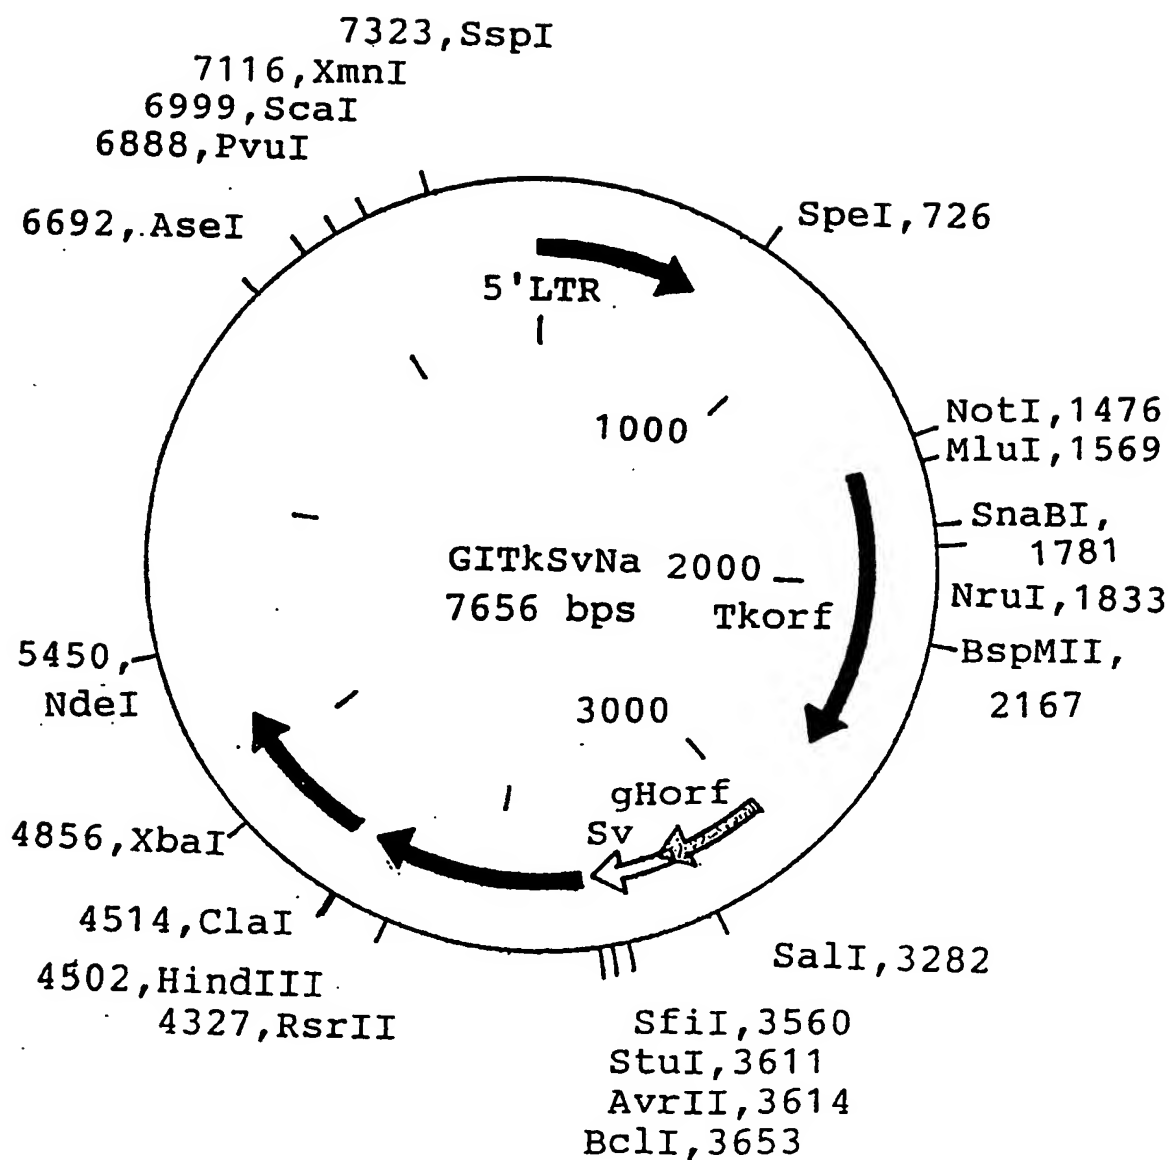 7323,SspI
7116,XmnI
6999,ScaI
6888,PvuI
6692,AseI
SpeI,726
5'LTR
NotI,1476
1000
MluI,1569
SnaBI,
1781
GITkSvNa
2000
7656 bps
Tkorf
NruI,1833
5450,
NdeI
BspMII,
2167
3000
gHorf
Sv
4856,XbaI
4514,ClaI
4502,HindIII
4327,RsrII
SalI,3282
SfiI,3560
StuI,3611
AvrII,3614
BclI,3653